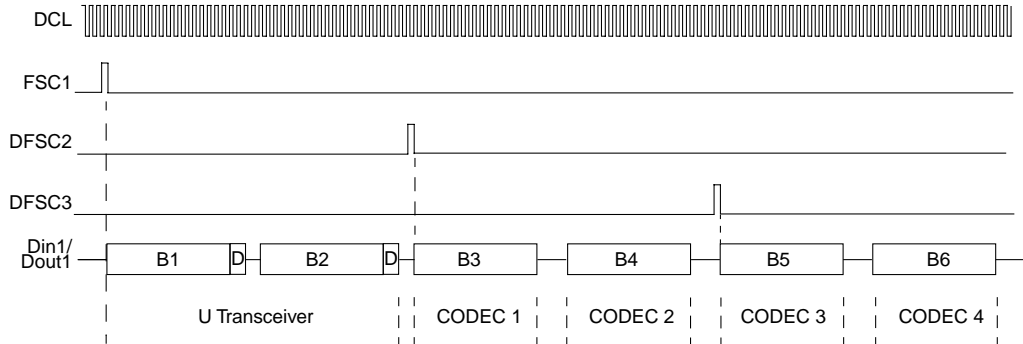 DCL
FSC1
DFSC2
DFSC3
Din1/
Dout1
B1 D B2 D B3 B4 B5 B6
U Transceiver CODEC 1 CODEC 2 CODEC 3 CODEC 4